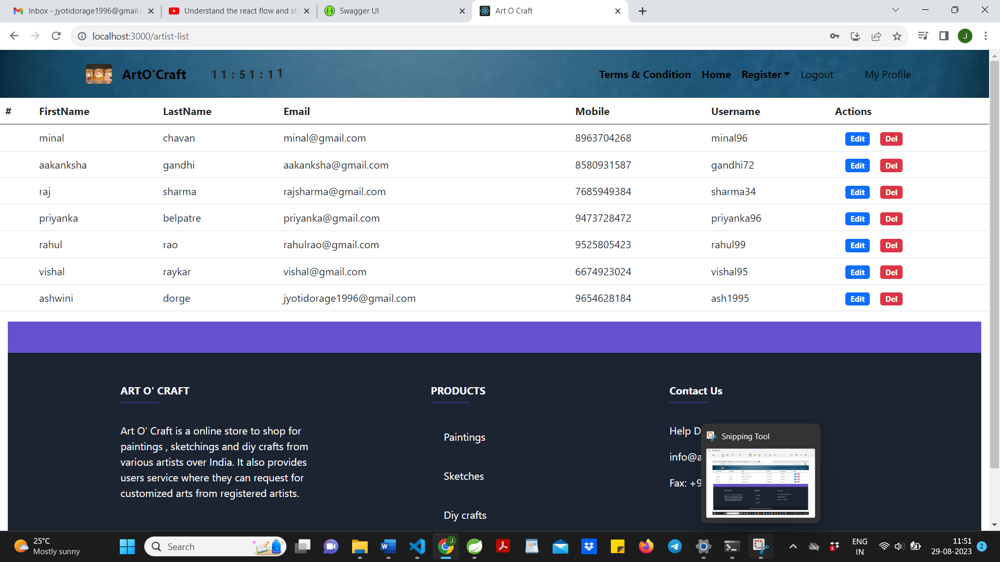 Inbox - jyotidorage1996@gmail.c
Understand the react flow and st
Swagger UI
Art O Craft
localhost:3000/artist-list
J
ArtO'Craft
11:51:11
Terms & Condition Home Register Logout My Profile
# FirstName LastName Email Mobile Username Actions
minal chavan minal@gmail.com 8963704268 minal96 Edit Del
aakanksha gandhi aakanksha@gmail.com 8580931587 gandhi72 Edit Del
raj sharma rajsharma@gmail.com 7685949384 sharma34 Edit Del
priyanka belpatre priyanka@gmail.com 9473728472 priyanka96 Edit Del
rahul rao rahulrao@gmail.com 9525805423 rahul99 Edit Del
vishal raykar vishal@gmail.com 6674923024 vishal95 Edit Del
ashwini dorge jyotidorage1996@gmail.com 9654628184 ash1995 Edit Del
ART O' CRAFT
Art O' Craft is a online store to shop for
paintings , sketchings and diy crafts from
various artists over India. It also provides
users service where they can request for
customized arts from registered artists.
PRODUCTS
Paintings
Sketches
Diy crafts
Contact Us
Help D
info@a
Fax: +9
Snipping Tool
25°C
Mostly sunny
Search
J
3
ENG
IN
11:51
29-08-2023
2